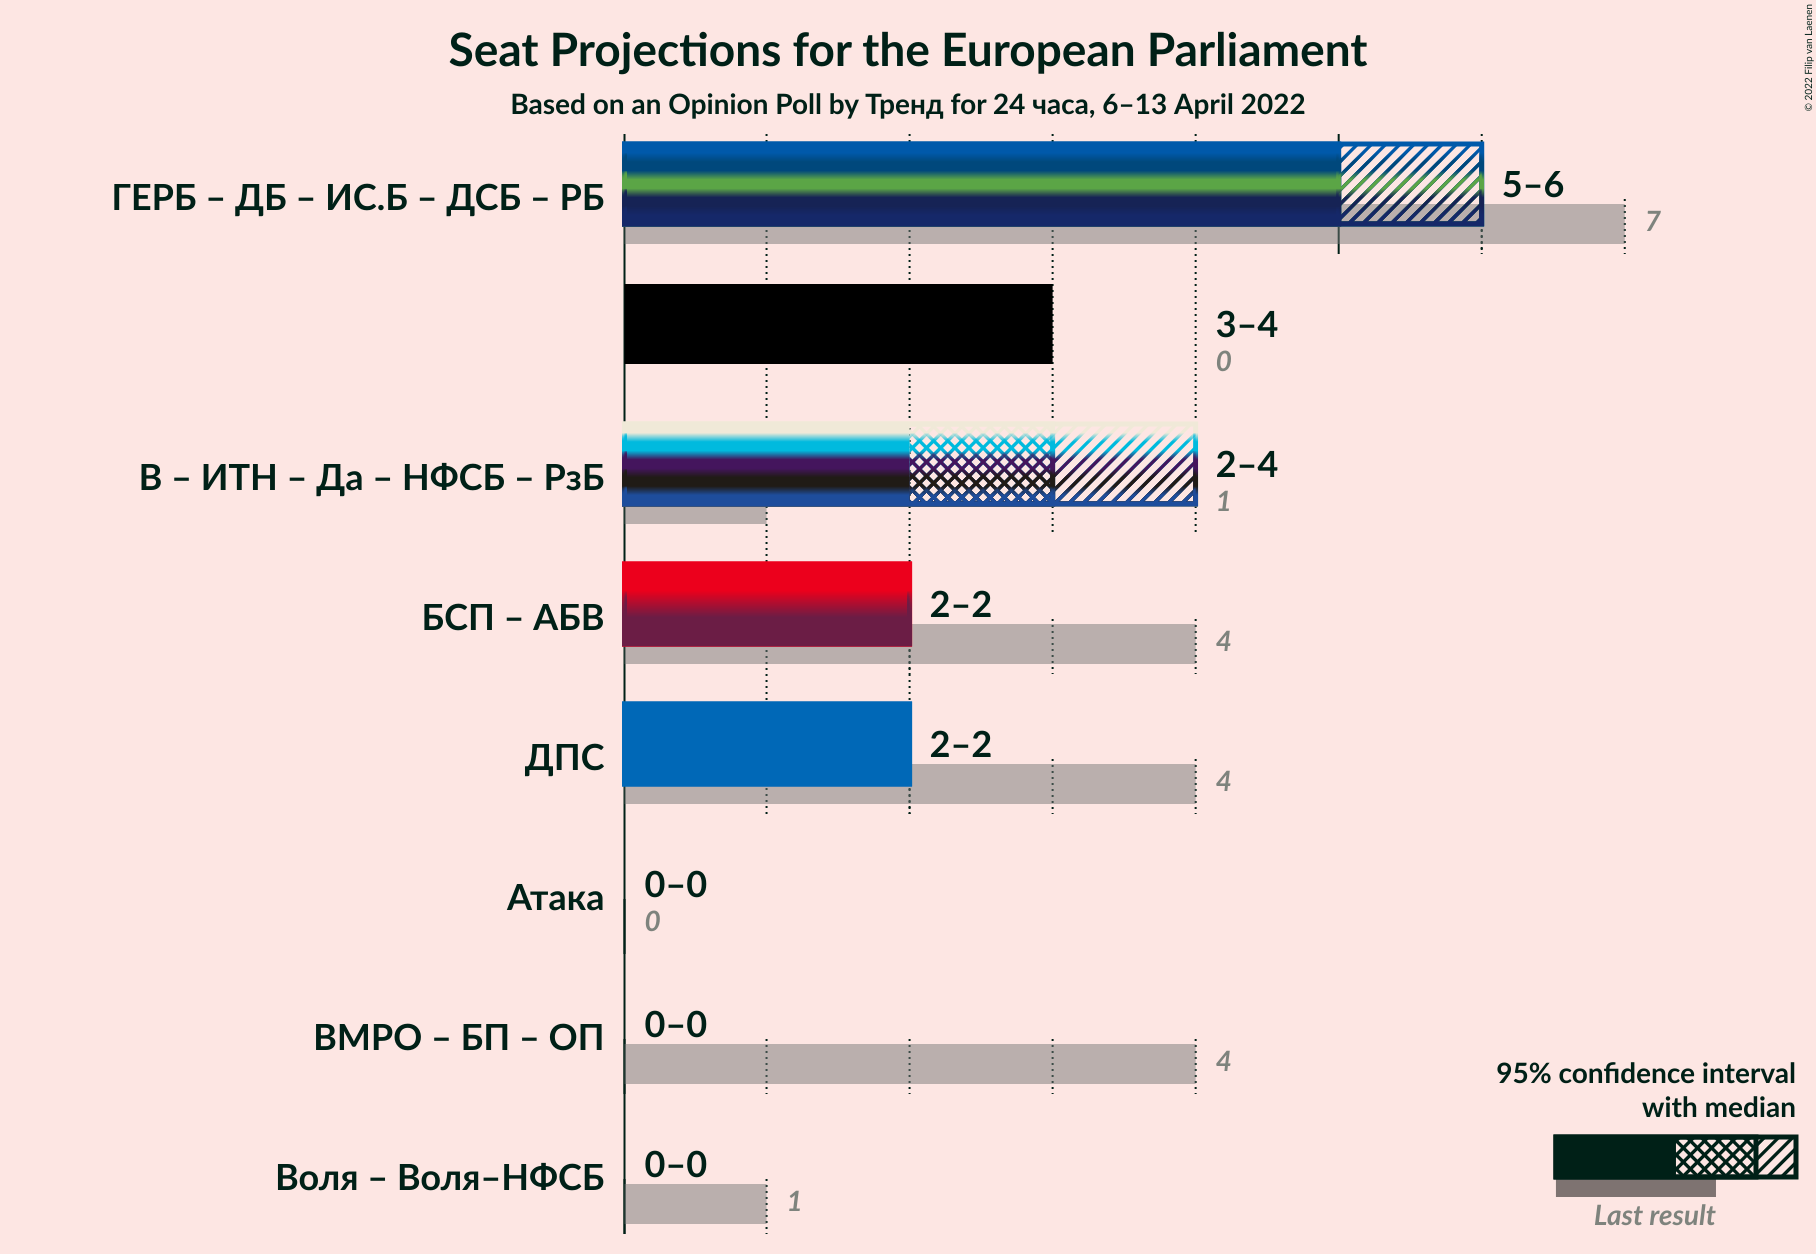 Seat Projections for the European Parliament
Based on an Opinion Poll by Тренд for 24 часа, 6–13 April 2022
© 2022 Filip van Laenen
ГЕРБ – ДБ – ИС.Б – ДСБ – РБ
5–6
7
3–4
0
В – ИТН – Да – НФСБ – РзБ
2–4
1
БСП – АБВ
2–2
4
ДПС
2–2
4
Атака
0–0
0
ВМРО – БП – ОП
0–0
4
Воля – Воля–НФСБ
0–0
1
95% confidence interval
with median
Last result